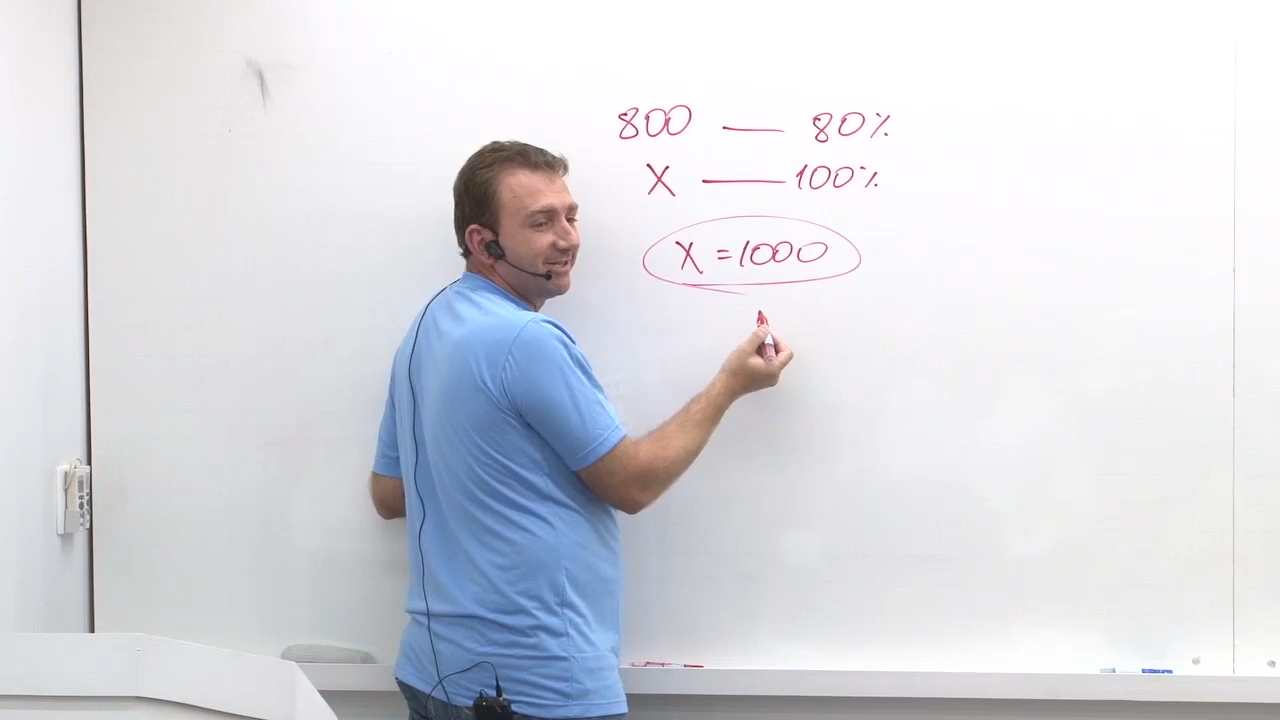 800 — 80%
X — 100%
X = 1000